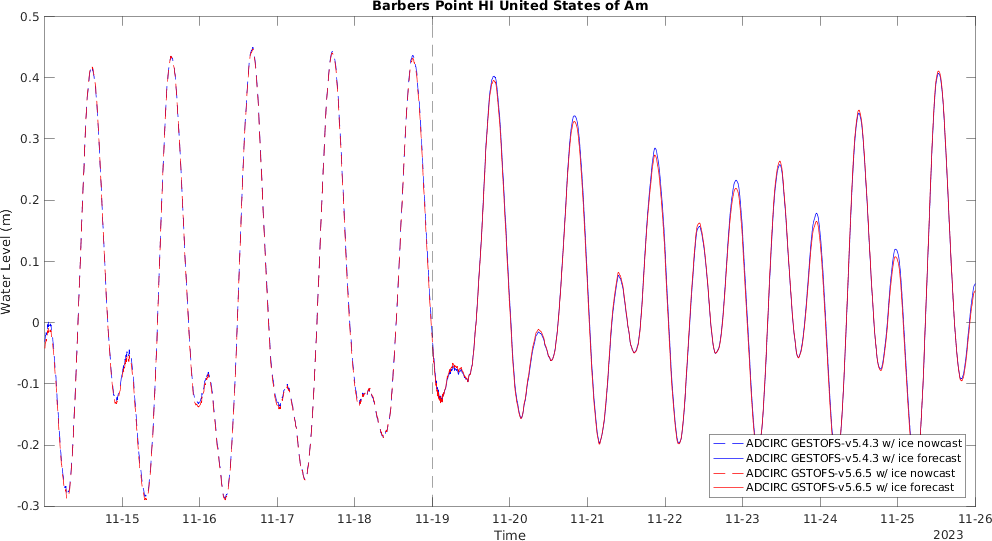 Barbers Point HI United States of Am
Water Level (m)
0.5
0.4
0.3
0.2
0.1
0
-0.1
-0.2
-0.3
ADCIRC GESTOFS-v5.4.3 w/ ice nowcast
ADCIRC GESTOFS-v5.4.3 w/ ice forecast
ADCIRC GSTOFS-v5.6.5 w/ ice nowcast
ADCIRC GSTOFS-v5.6.5 w/ ice forecast
11-15 11-16 11-17 11-18 11-19 11-20 11-21 11-22 11-23 11-24 11-25 11-26
Time
2023